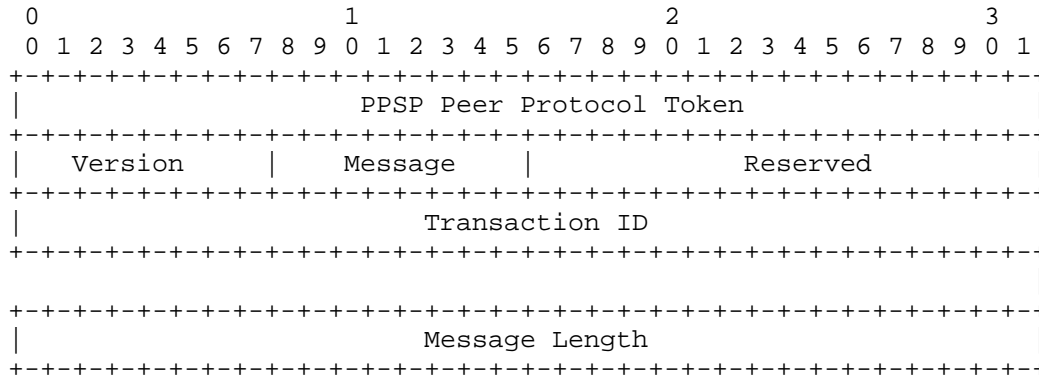 0                   1                   2                   3
 0 1 2 3 4 5 6 7 8 9 0 1 2 3 4 5 6 7 8 9 0 1 2 3 4 5 6 7 8 9 0 1
+-+-+-+-+-+-+-+-+-+-+-+-+-+-+-+-+-+-+-+-+-+-+-+-+-+-+-+-+-+-+-+--
|                     PPSP Peer Protocol Token                  |
+-+-+-+-+-+-+-+-+-+-+-+-+-+-+-+-+-+-+-+-+-+-+-+-+-+-+-+-+-+-+-+--
|   Version     |    Message    |             Reserved          |
+-+-+-+-+-+-+-+-+-+-+-+-+-+-+-+-+-+-+-+-+-+-+-+-+-+-+-+-+-+-+-+--
|                         Transaction ID
+-+-+-+-+-+-+-+-+-+-+-+-+-+-+-+-+-+-+-+-+-+-+-+-+-+-+-+-+-+-+-+--
                                                                |
+-+-+-+-+-+-+-+-+-+-+-+-+-+-+-+-+-+-+-+-+-+-+-+-+-+-+-+-+-+-+-+--
|                         Message Length                        |
+-+-+-+-+-+-+-+-+-+-+-+-+-+-+-+-+-+-+-+-+-+-+-+-+-+-+-+-+-+-+-+--